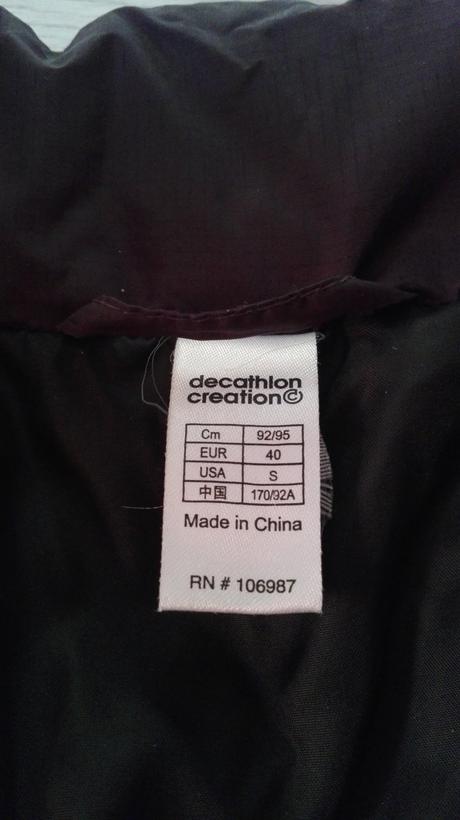 decathlon
creation
Cm 92/95
EUR 40
USA S
中国 170/92A
Made in China
RN # 106987